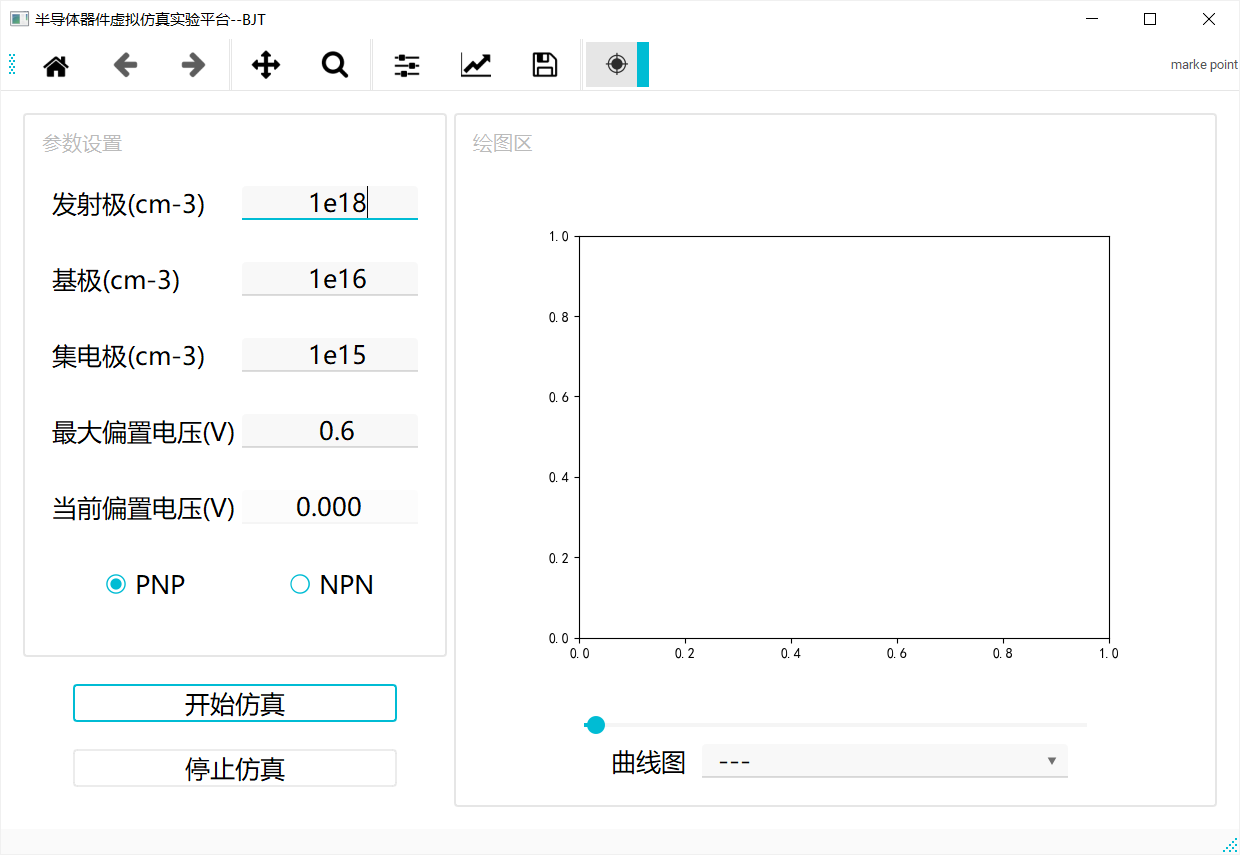 半导体器件虚拟仿真实验平台--BJT
marke point
参数设置
发射极(cm-3) 1e18
基极(cm-3) 1e16
集电极(cm-3) 1e15
最大偏置电压(V) 0.6
当前偏置电压(V) 0.000
PNP NPN
开始仿真
停止仿真
绘图区
1.0
0.8
0.6
0.4
0.2
0.0
0.0 0.2 0.4 0.6 0.8 1.0
曲线图 ---